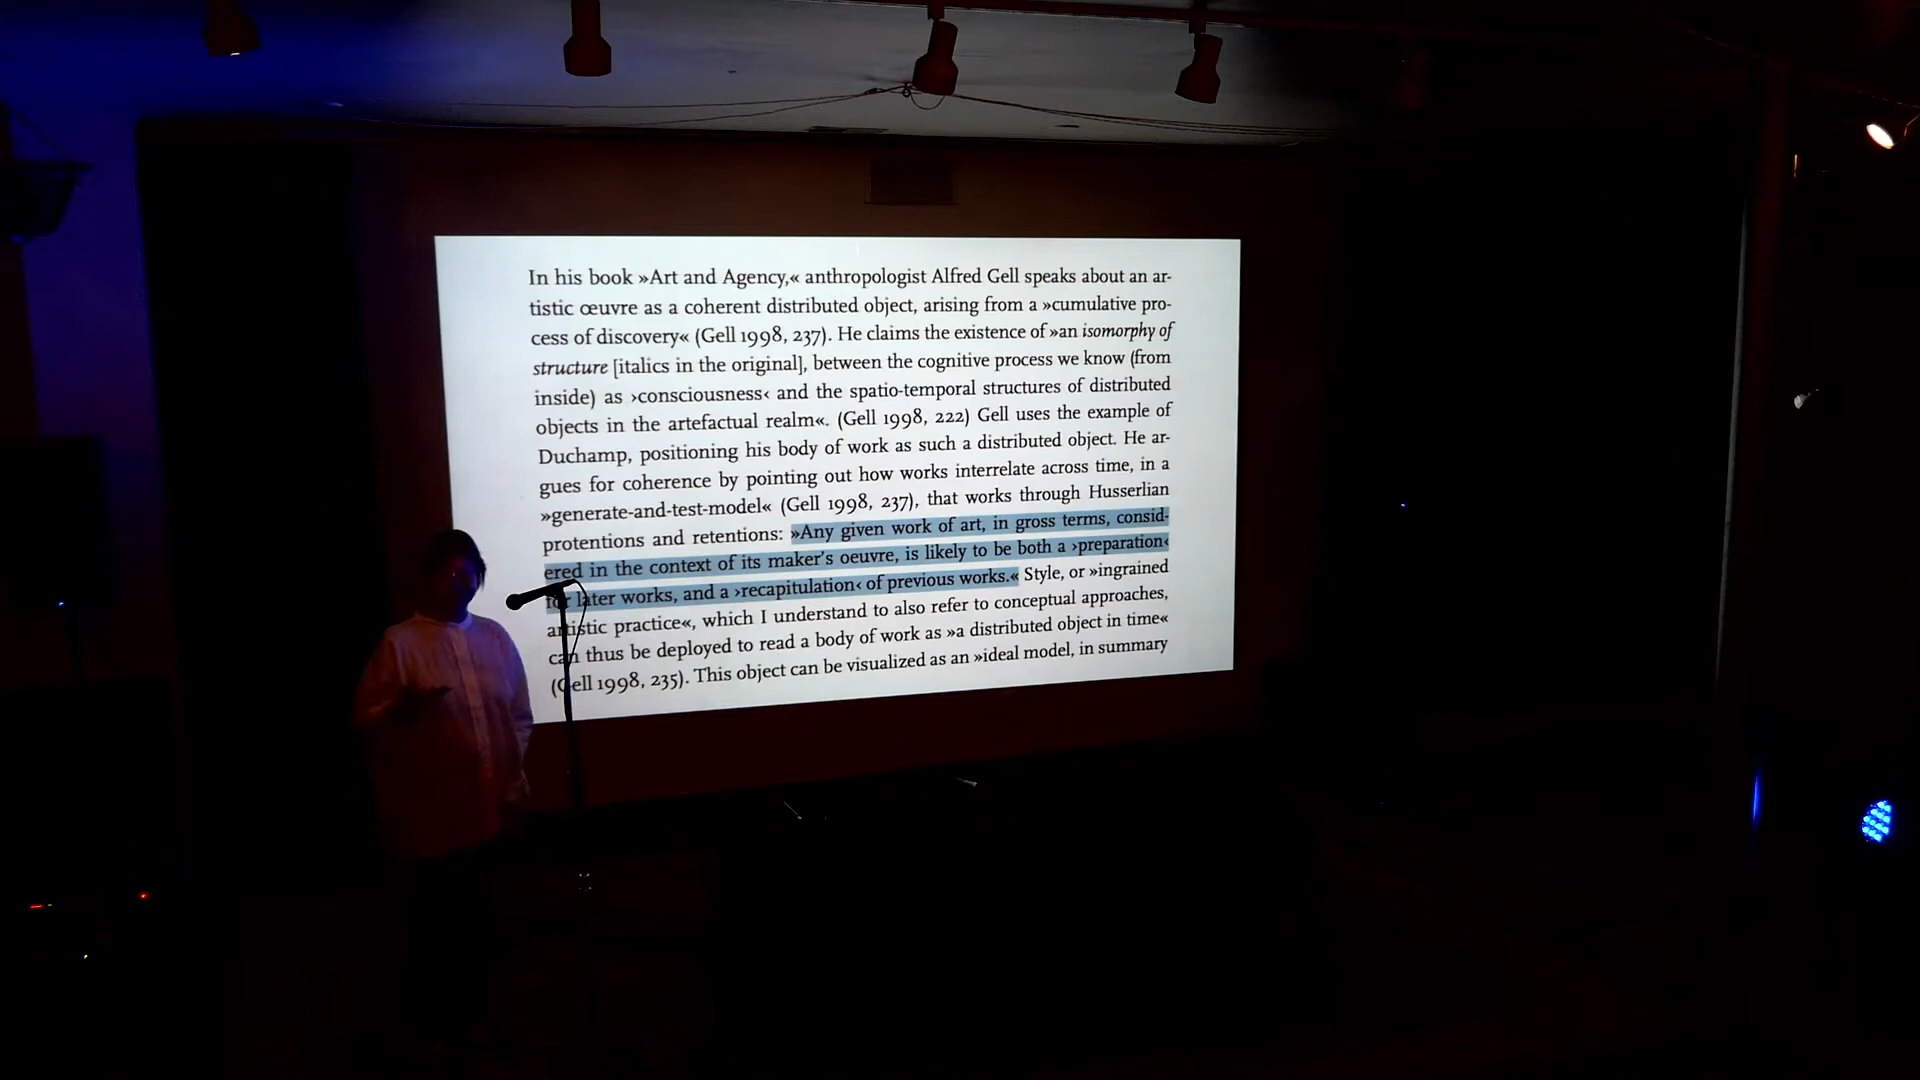 In his book »Art and Agency,« anthropologist Alfred Gell speaks about an ar-
tistic œuvre as a coherent distributed object, arising from a »cumulative pro-
cess of discovery« (Gell 1998, 237). He claims the existence of »an isomorphy of
structure [italics in the original], between the cognitive process we know (from
inside) as ›consciousness‹ and the spatio-temporal structures of distributed
objects in the artefactual realm«. (Gell 1998, 222) Gell uses the example of
Duchamp, positioning his body of work as such a distributed object. He ar-
gues for coherence by pointing out how works interrelate across time, in a
»generate-and-test-model« (Gell 1998, 237), that works through Husserlian
protentions and retentions: »Any given work of art, in gross terms, consid-
ered in the context of its maker's oeuvre, is likely to be both a ›preparation‹
for later works, and a ›recapitulation‹ of previous works.« Style, or »ingrained
artistic practice«, which I understand to also refer to conceptual approaches,
can thus be deployed to read a body of work as »a distributed object in time«
(Gell 1998, 235). This object can be visualized as an »ideal model, in summary